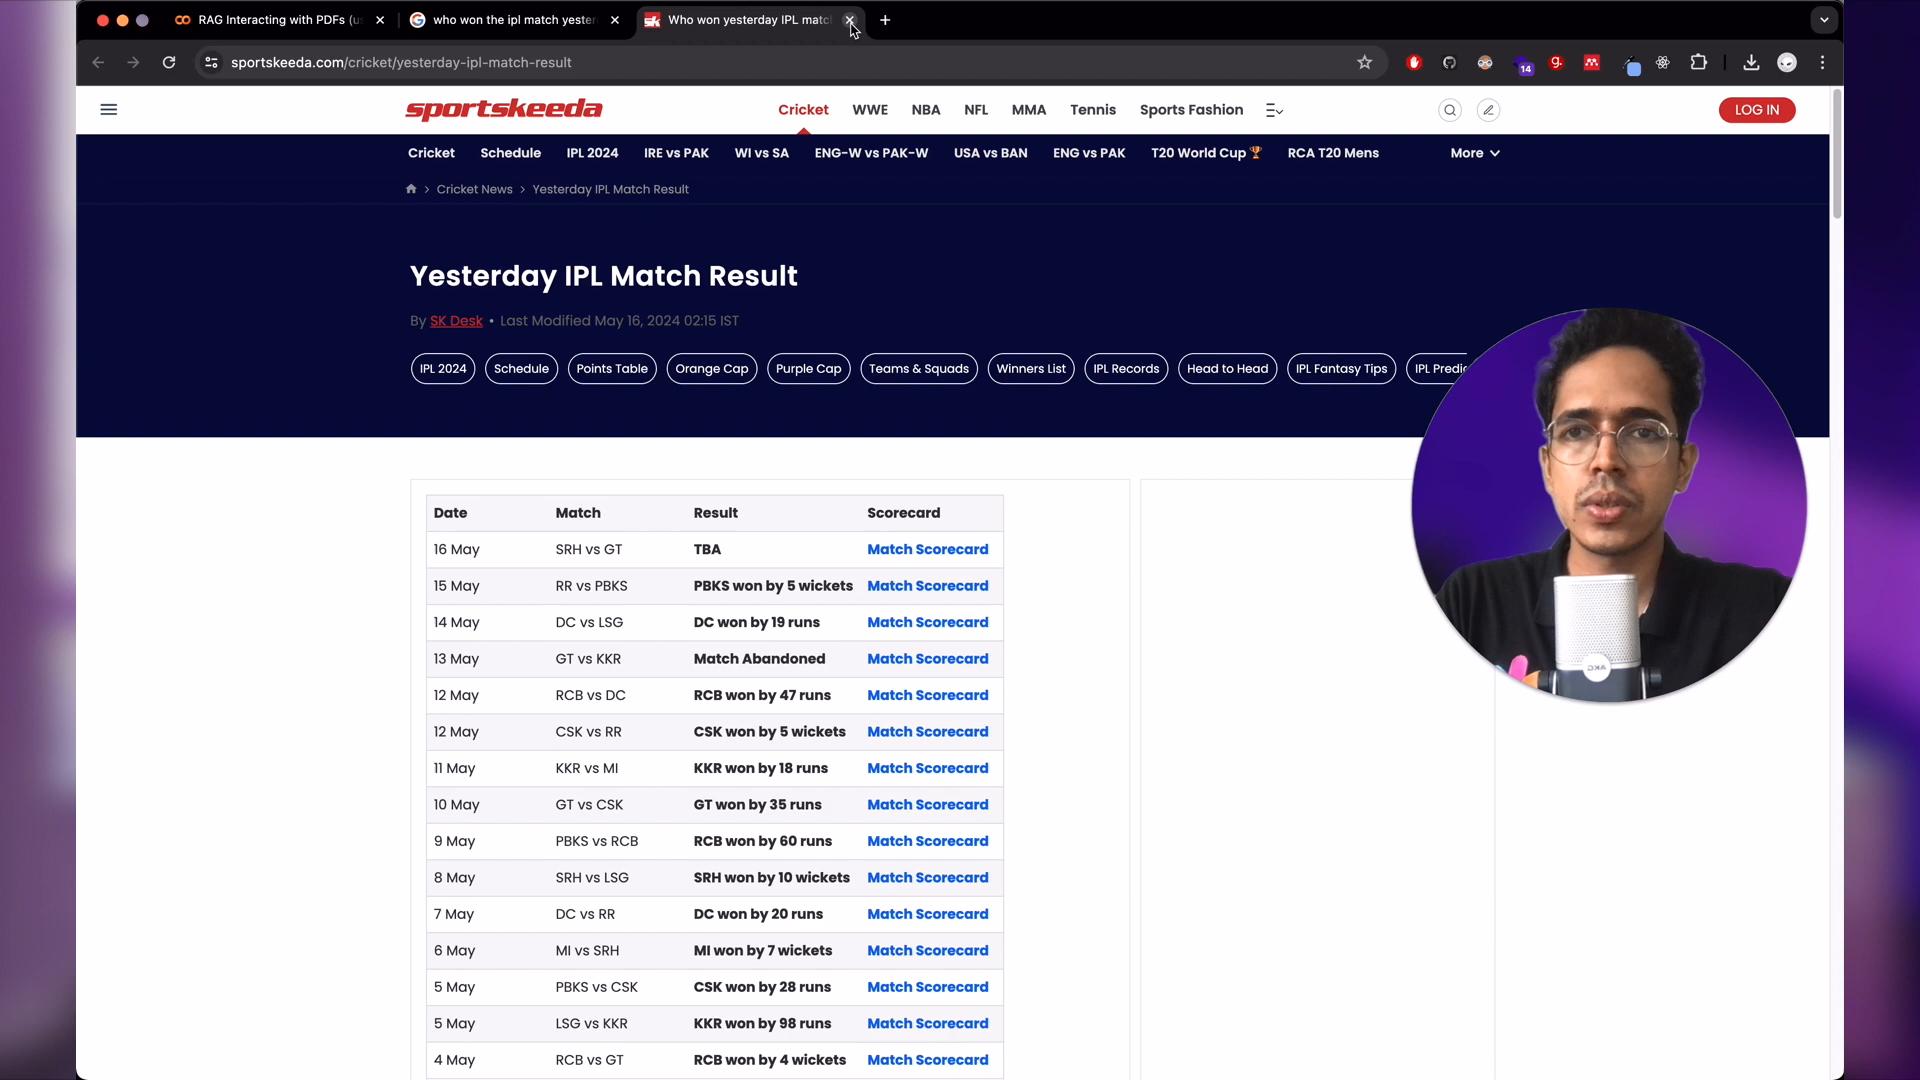 RAG Interacting with PDFs (u
who won the ipl match yester
Who won yesterday IPL matc
sportskeeda.com/cricket/yesterday-ipl-match-result
14
g.
sportskeeda
Cricket
WWE
NBA
NFL
MMA
Tennis
Sports Fashion
LOG IN
Cricket
Schedule
IPL 2024
IRE vs PAK
WI vs SA
ENG-W vs PAK-W
USA vs BAN
ENG vs PAK
T20 World Cup🏆
RCA T20 Mens
More
> Cricket News > Yesterday IPL Match Result
Yesterday IPL Match Result
By SK Desk • Last Modified May 16, 2024 02:15 IST
IPL 2024
Schedule
Points Table
Orange Cap
Purple Cap
Teams & Squads
Winners List
IPL Records
Head to Head
IPL Fantasy Tips
IPL Predic
Date Match Result Scorecard
16 May SRH vs GT TBA Match Scorecard
15 May RR vs PBKS PBKS won by 5 wickets Match Scorecard
14 May DC vs LSG DC won by 19 runs Match Scorecard
13 May GT vs KKR Match Abandoned Match Scorecard
12 May RCB vs DC RCB won by 47 runs Match Scorecard
12 May CSK vs RR CSK won by 5 wickets Match Scorecard
11 May KKR vs MI KKR won by 18 runs Match Scorecard
10 May GT vs CSK GT won by 35 runs Match Scorecard
9 May PBKS vs RCB RCB won by 60 runs Match Scorecard
8 May SRH vs LSG SRH won by 10 wickets Match Scorecard
7 May DC vs RR DC won by 20 runs Match Scorecard
6 May MI vs SRH MI won by 7 wickets Match Scorecard
5 May PBKS vs CSK CSK won by 28 runs Match Scorecard
5 May LSG vs KKR KKR won by 98 runs Match Scorecard
4 May RCB vs GT RCB won by 4 wickets Match Scorecard
AKG